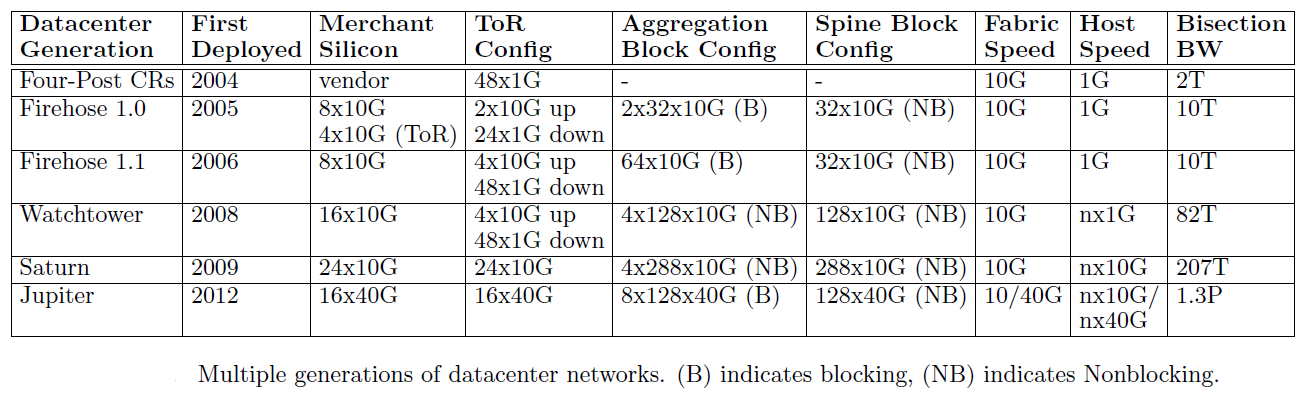 Datacenter First Merchant ToR Aggregation Spine Block Fabric Host Bisection
Generation Deployed Silicon Config Block Config Config Speed Speed BW
Four-Post CRs 2004 vendor 48x1G - - 10G 1G 2T
Firehose 1.0 2005 8x10G 2x10G up 2x32x10G (B) 32x10G (NB) 10G 1G 10T
4x10G (ToR) 24x1G down
Firehose 1.1 2006 8x10G 4x10G up 64x10G (B) 32x10G (NB) 10G 1G 10T
48x1G down
Watchtower 2008 16x10G 4x10G up 4x128x10G (NB) 128x10G (NB) 10G nx1G 82T
48x1G down
Saturn 2009 24x10G 24x10G 4x288x10G (NB) 288x10G (NB) 10G nx10G 207T
Jupiter 2012 16x40G 16x40G 8x128x40G (B) 128x40G (NB) 10/40G nx10G/ 1.3P
nx40G
Multiple generations of datacenter networks. (B) indicates blocking, (NB) indicates Nonblocking.